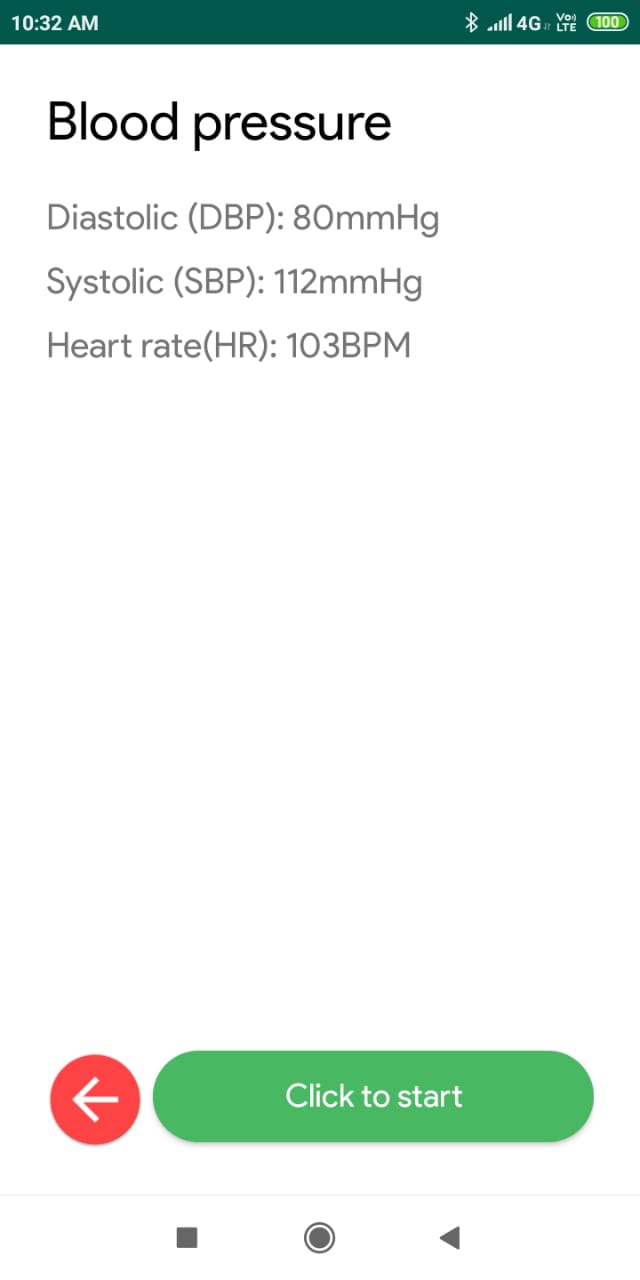 10:32 AM 4G Vo)) LTE 100
Blood pressure
Diastolic (DBP): 80mmHg
Systolic (SBP): 112mmHg
Heart rate(HR): 103BPM
Click to start